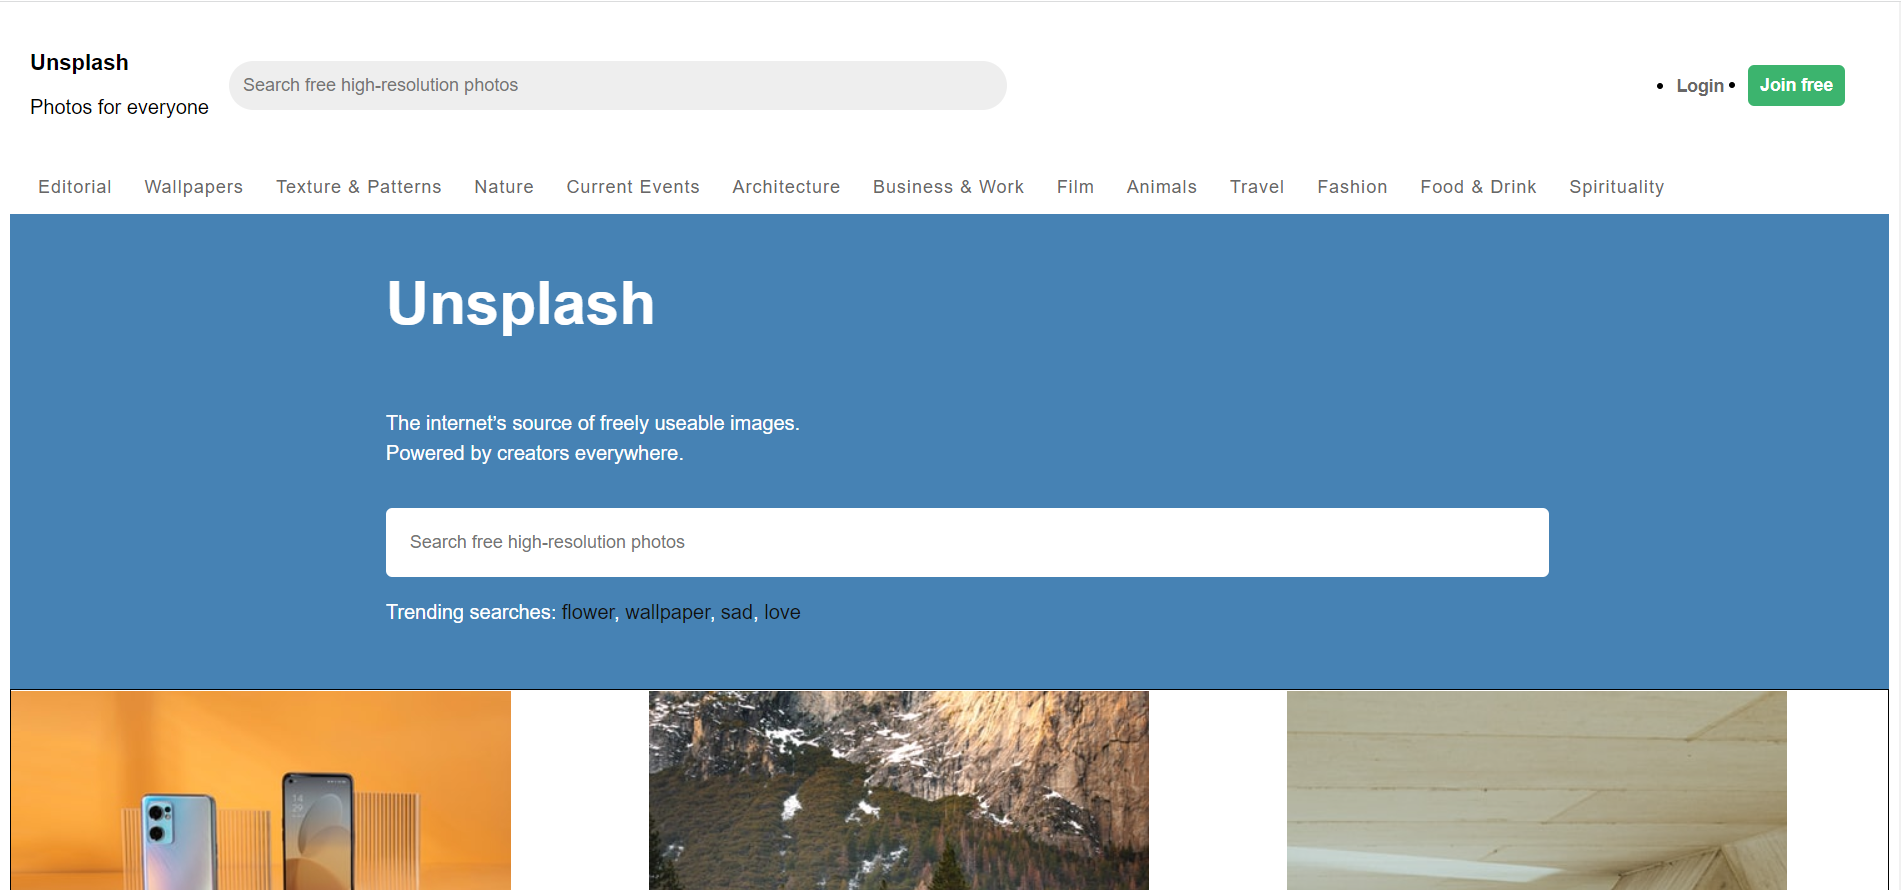 Unsplash
Photos for everyone
Search free high-resolution photos
• Login • Join free
Editorial Wallpapers Texture & Patterns Nature Current Events Architecture Business & Work Film Animals Travel Fashion Food & Drink Spirituality
Unsplash
The internet's source of freely useable images.
Powered by creators everywhere.
Search free high-resolution photos
Trending searches: flower, wallpaper, sad, love
14
29